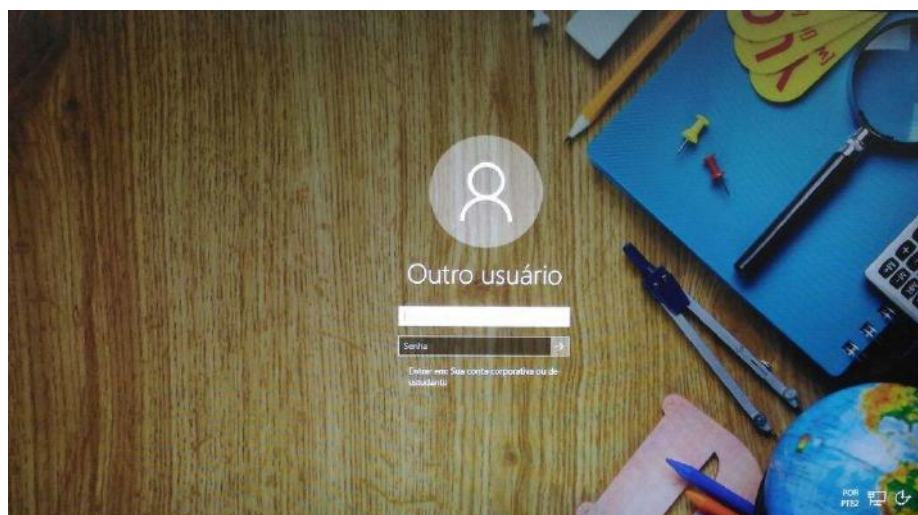 Outro usuário
Senha
Entrar em: Sua conta corporativa ou de
estudante
POR
PTB2